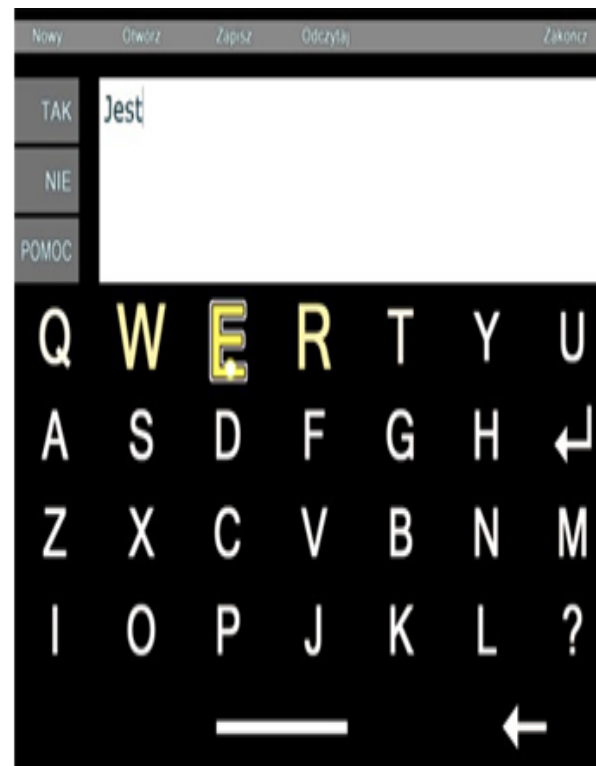 Nowy Otwórz Zapisz Odczytaj Zakończ
TAK
Jest
NIE
POMOC
Q W E R T Y U
A S D F G H
Z X C V B N M
I O P J K L ?